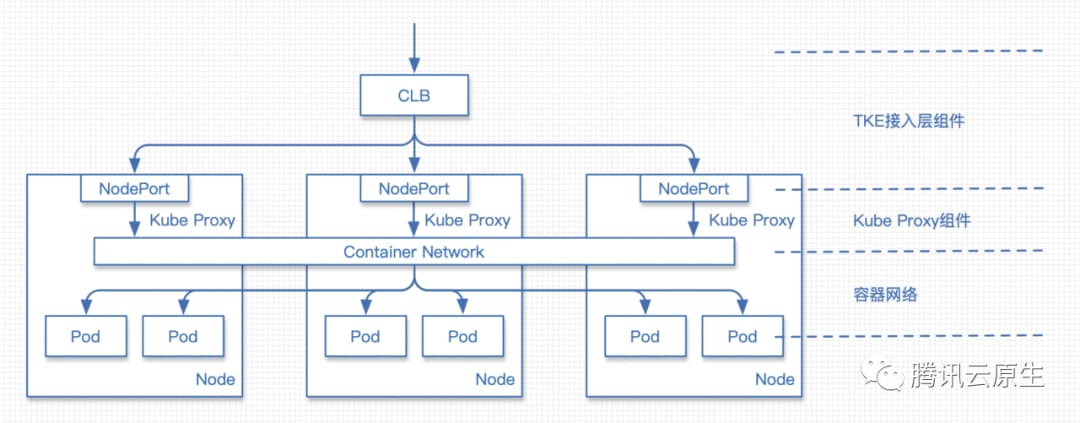 CLB
TKE接入层组件
NodePort
NodePort
NodePort
Kube Proxy
Kube Proxy
Kube Proxy
Kube Proxy组件
Container Network
容器网络
Pod
Pod
Pod
Pod
Pod
Pod
Node
Node
Node
腾讯云原生